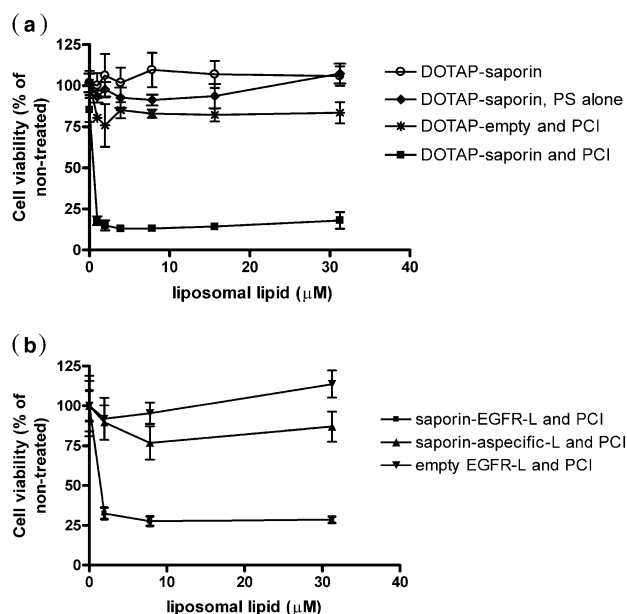 (a)
125
100
75
50
25
0
0 10 20 30 40
Cell viability (% of
non-treated)
liposomal lipid (μM)
DOTAP-saporin
DOTAP-saporin, PS alone
DOTAP-empty and PCI
DOTAP-saporin and PCI
(b)
125
100
75
50
25
0
0 10 20 30 40
Cell viability (% of
non-treated)
liposomal lipid (μM)
saporin-EGFR-L and PCI
saporin-aspecific-L and PCI
empty EGFR-L and PCI